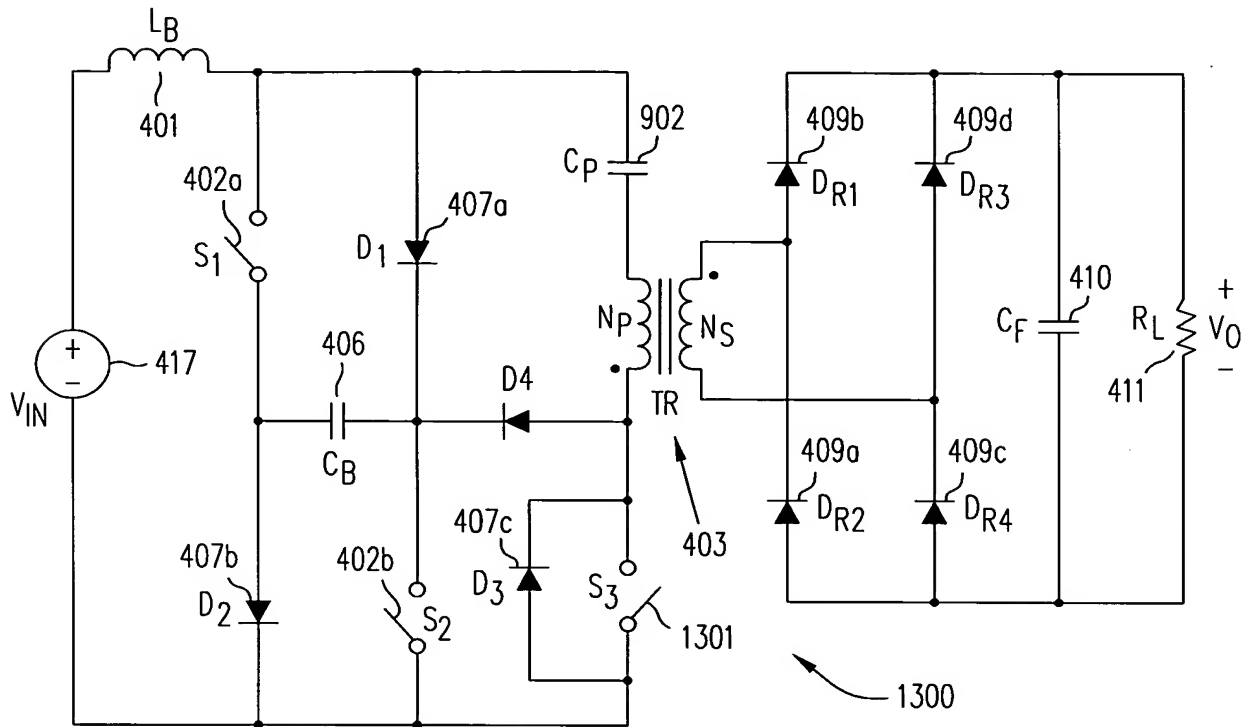 L_B
401
902
C_P
409b
409d
D_R1
D_R3
402a
S_1
407a
D_1
N_P
N_S
410
C_F
R_L
+
V_O
−
411
+
−
417
V_IN
406
C_B
D4
TR
403
409a
409c
D_R2
D_R4
407b
D_2
402b
S_2
407c
D_3
S_3
1301
1300